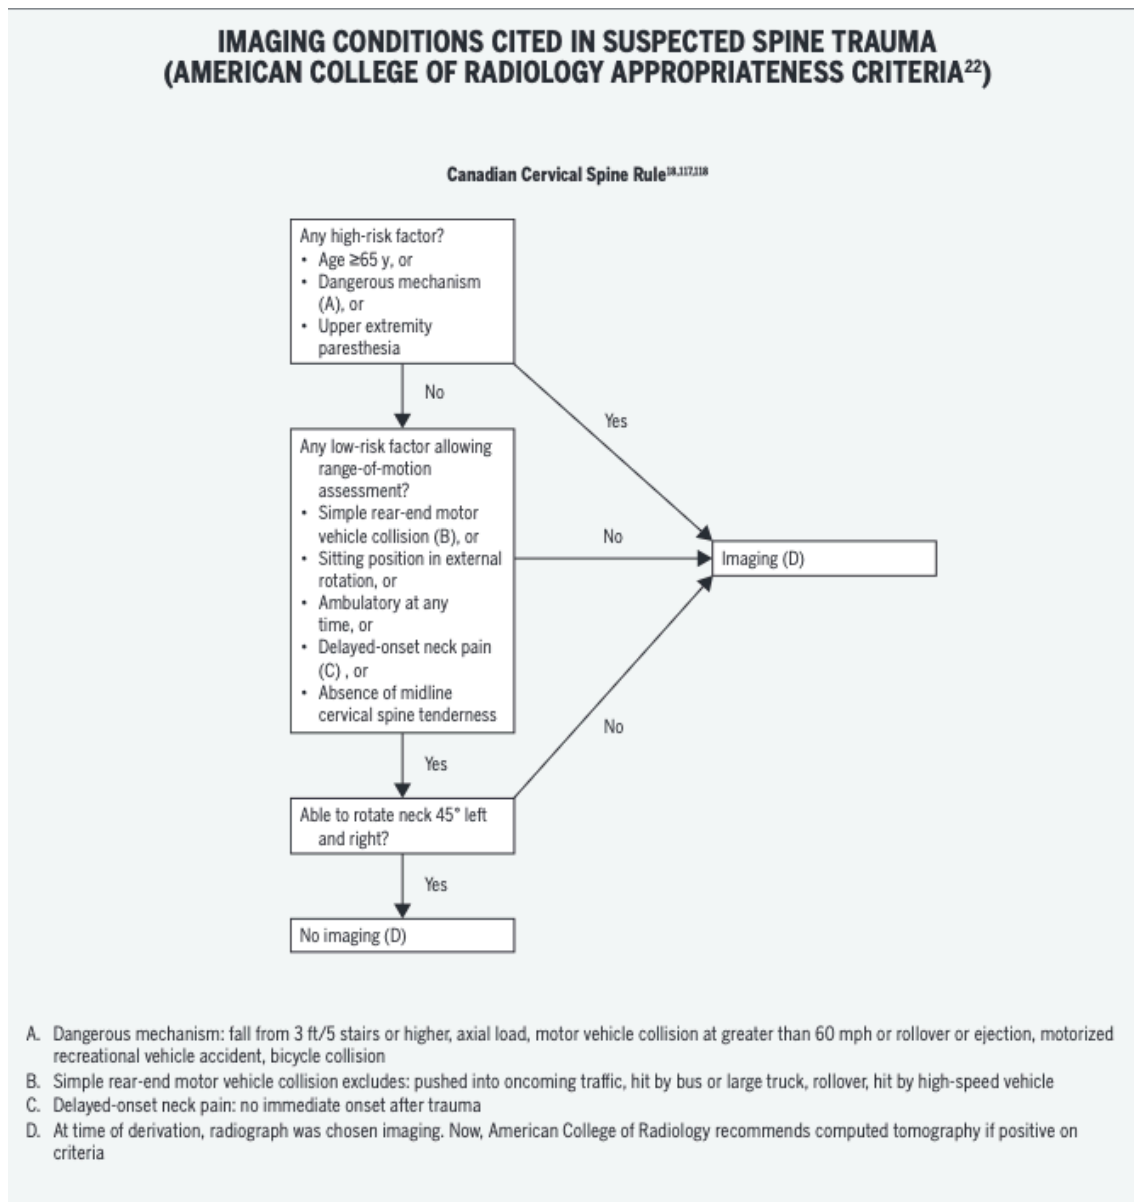 IMAGING CONDITIONS CITED IN SUSPECTED SPINE TRAUMA
(AMERICAN COLLEGE OF RADIOLOGY APPROPRIATENESS CRITERIA22)
Canadian Cervical Spine Rule18,117,118
Any high-risk factor?
• Age ≥65 y, or
• Dangerous mechanism
(A), or
• Upper extremity
paresthesia
No
Yes
Any low-risk factor allowing
range-of-motion
assessment?
• Simple rear-end motor
vehicle collision (B), or
• Sitting position in external
rotation, or
• Ambulatory at any
time, or
• Delayed-onset neck pain
(C) , or
• Absence of midline
cervical spine tenderness
No
Imaging (D)
No
Yes
Able to rotate neck 45° left
and right?
Yes
No imaging (D)
A. Dangerous mechanism: fall from 3 ft/5 stairs or higher, axial load, motor vehicle collision at greater than 60 mph or rollover or ejection, motorized
recreational vehicle accident, bicycle collision
B. Simple rear-end motor vehicle collision excludes: pushed into oncoming traffic, hit by bus or large truck, rollover, hit by high-speed vehicle
C. Delayed-onset neck pain: no immediate onset after trauma
D. At time of derivation, radiograph was chosen imaging. Now, American College of Radiology recommends computed tomography if positive on
criteria